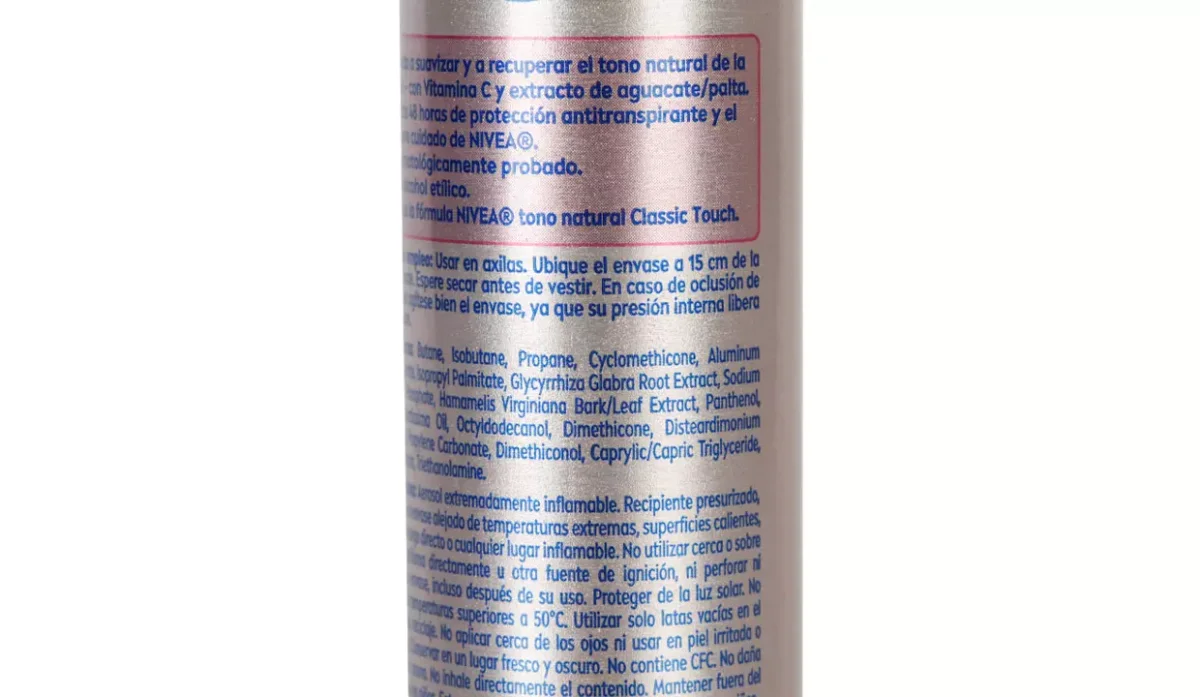 a suavizar y a recuperar el tono natural de la
con Vitamina C y extracto de aguacate/palta.
48 horas de protección antitranspirante y el
cuidado de NIVEA®.
probado.
etílico.
la fórmula NIVEA® tono natural Classic Touch.
Usar en axilas. Ubique el envase a 15 cm de la
Espere secar antes de vestir. En caso de oclusión de
bien el envase, ya que su presión interna libera
Butane, Isobutane, Propane, Cyclomethicone, Aluminum
Isopropyl Palmitate, Glycyrrhiza Glabra Root Extract, Sodium
Hamamelis Virginiana Bark/Leaf Extract, Panthenol,
Oil, Octyldodecanol, Dimethicone, Disteardimonium
Propylene Carbonate, Dimethiconol, Caprylic/Capric Triglyceride,
Triethanolamine.
Aerosol extremadamente inflamable. Recipiente presurizado,
alejado de temperaturas extremas, superficies calientes,
directo o cualquier lugar inflamable. No utilizar cerca o sobre
directamente u otra fuente de ignición, ni perforar ni
incluso después de su uso. Proteger de la luz solar. No
temperaturas superiores a 50°C. Utilizar solo latas vacías en el
reciclaje. No aplicar cerca de los ojos ni usar en piel irritada o
en un lugar fresco y oscuro. No contiene CFC. No daña
No inhale directamente el contenido. Mantener fuera del